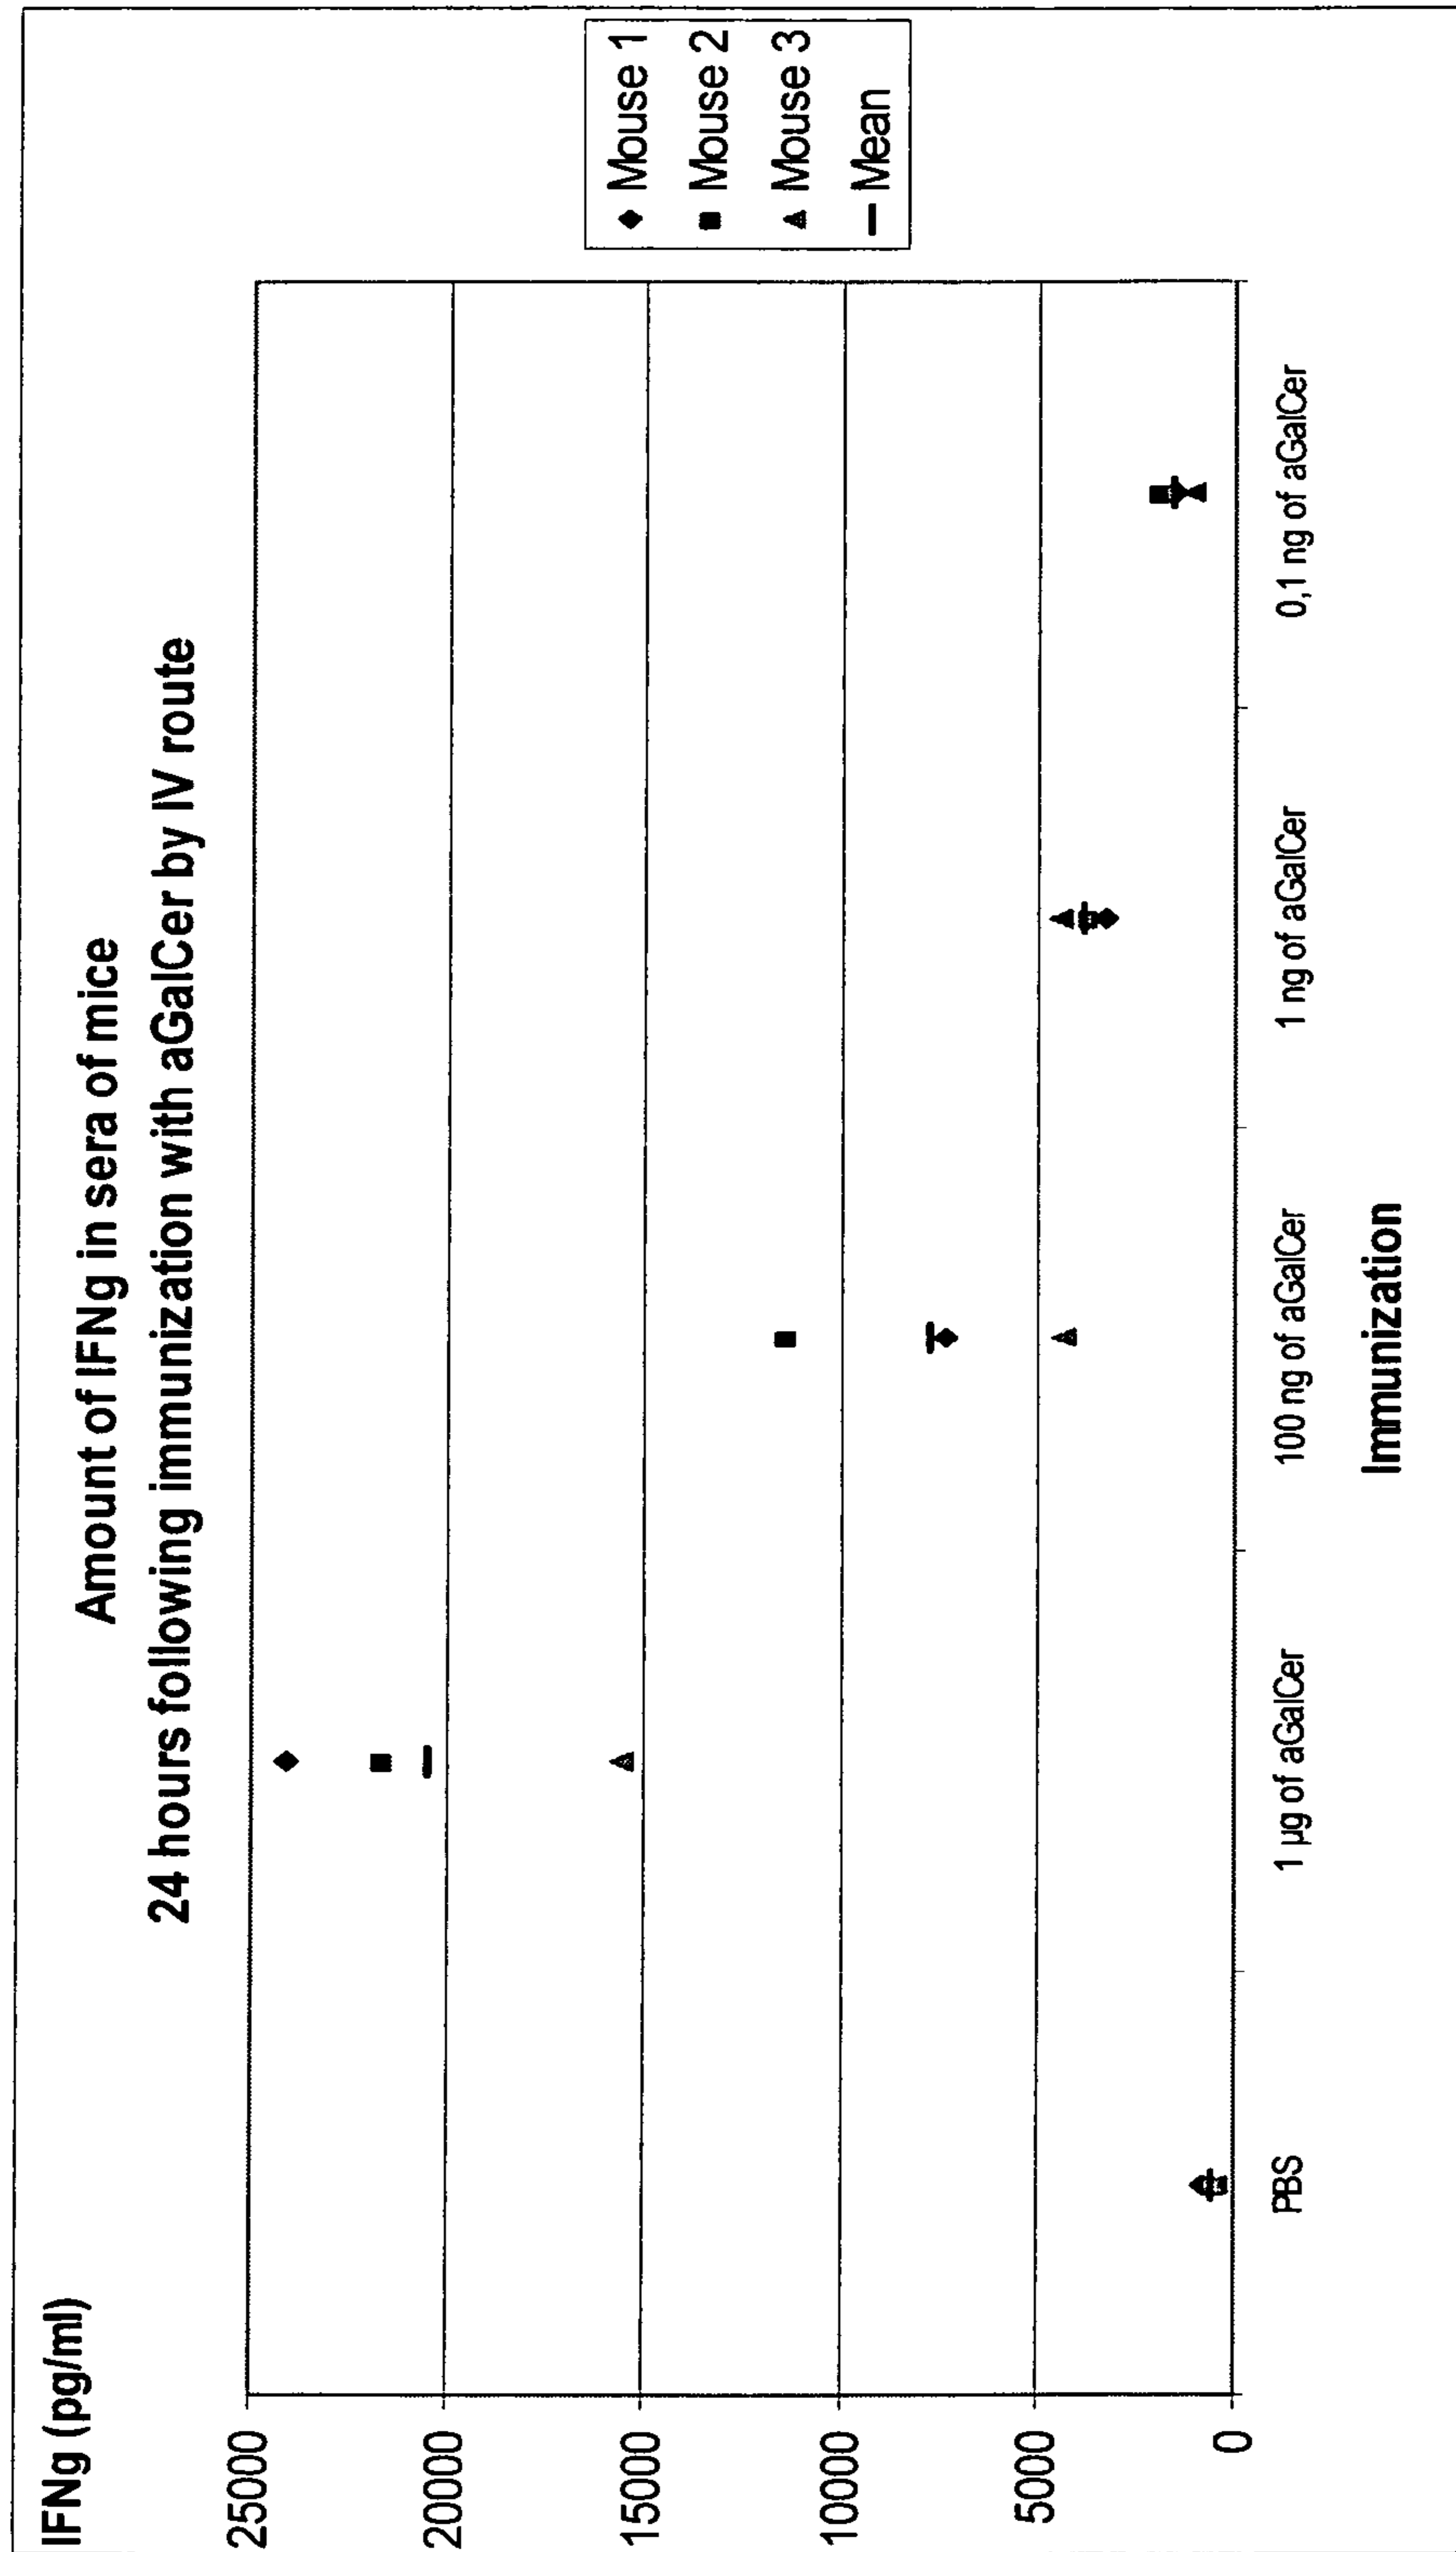 Amount of IFNg in sera of mice
24 hours following immunization with aGalCer by IV route
IFNg (pg/ml)
25000
20000
15000
10000
5000
0
PBS
1 µg of aGalCer
100 ng of aGalCer
1 ng of aGalCer
0,1 ng of aGalCer
Immunization
Mouse 1
Mouse 2
Mouse 3
Mean